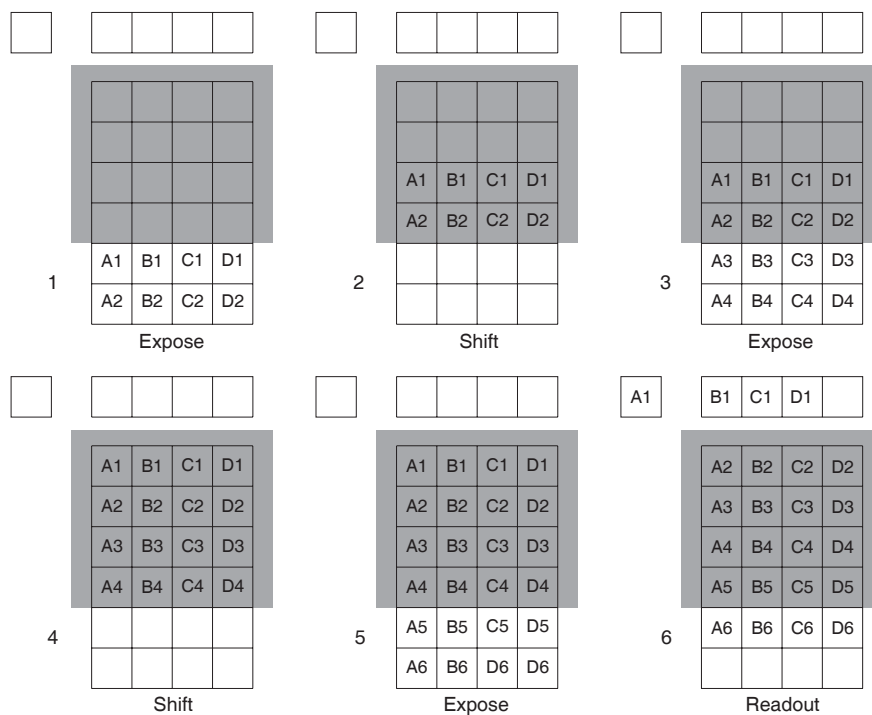 A1 B1 C1 D1
A2 B2 C2 D2
1
Expose
A1 B1 C1 D1
A2 B2 C2 D2
2
Shift
A1 B1 C1 D1
A2 B2 C2 D2
A3 B3 C3 D3
A4 B4 C4 D4
3
Expose
A1 B1 C1 D1
A2 B2 C2 D2
A3 B3 C3 D3
A4 B4 C4 D4
4
Shift
A1 B1 C1 D1
A2 B2 C2 D2
A3 B3 C3 D3
A4 B4 C4 D4
A5 B5 C5 D5
A6 B6 D6 D6
5
Expose
A1 B1 C1 D1
A2 B2 C2 D2
A3 B3 C3 D3
A4 B4 C4 D4
A5 B5 C5 D5
A6 B6 C6 D6
6
Readout